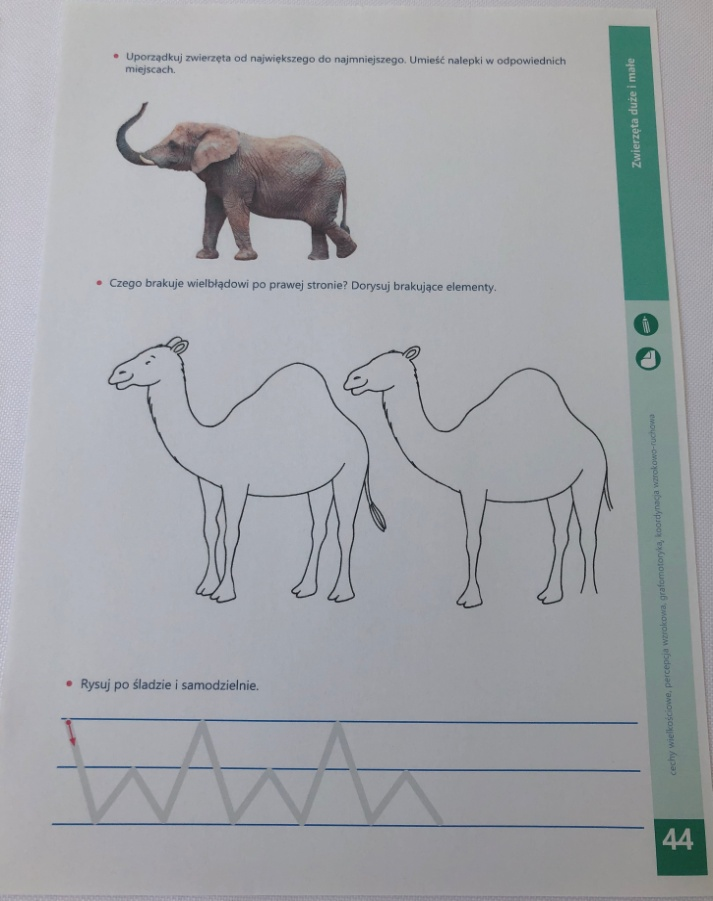 • Uporządkuj zwierzęta od największego do najmniejszego. Umieść nalepki w odpowiednich
miejscach.
Zwierzęta duże i małe
• Czego brakuje wielbłądowi po prawej stronie? Dorysuj brakujące elementy.
cechy wielkościowe, percepcja wzrokowa, grafomotoryka, koordynacja wzrokowo-ruchowa
• Rysuj po śladzie i samodzielnie.
44